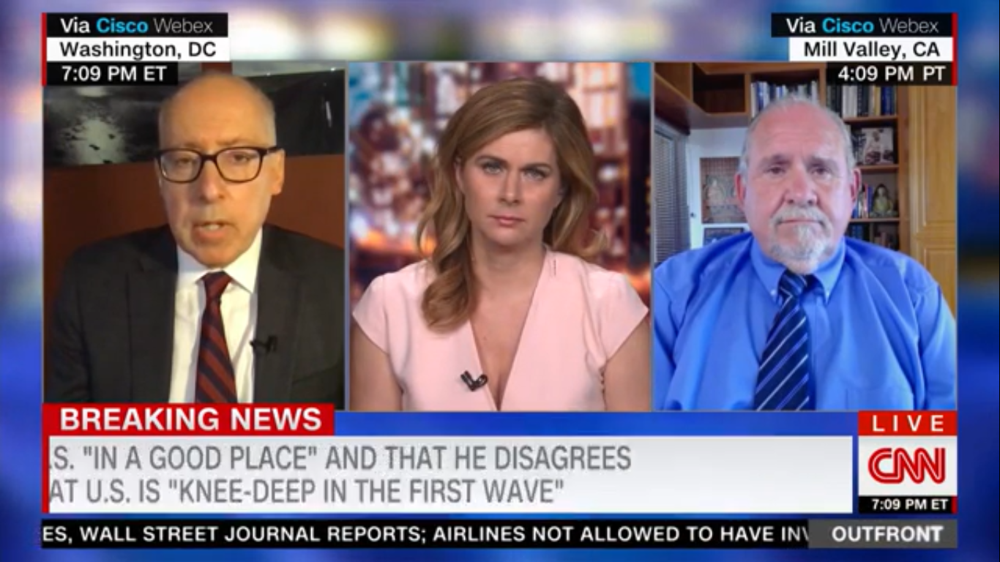 Via Cisco Webex
Washington, DC
7:09 PM ET
Via Cisco Webex
Mill Valley, CA
4:09 PM PT
BREAKING NEWS
.S. "IN A GOOD PLACE" AND THAT HE DISAGREES
AT U.S. IS "KNEE-DEEP IN THE FIRST WAVE"
LIVE
CNN
7:09 PM ET
ES, WALL STREET JOURNAL REPORTS; AIRLINES NOT ALLOWED TO HAVE INV
OUTFRONT